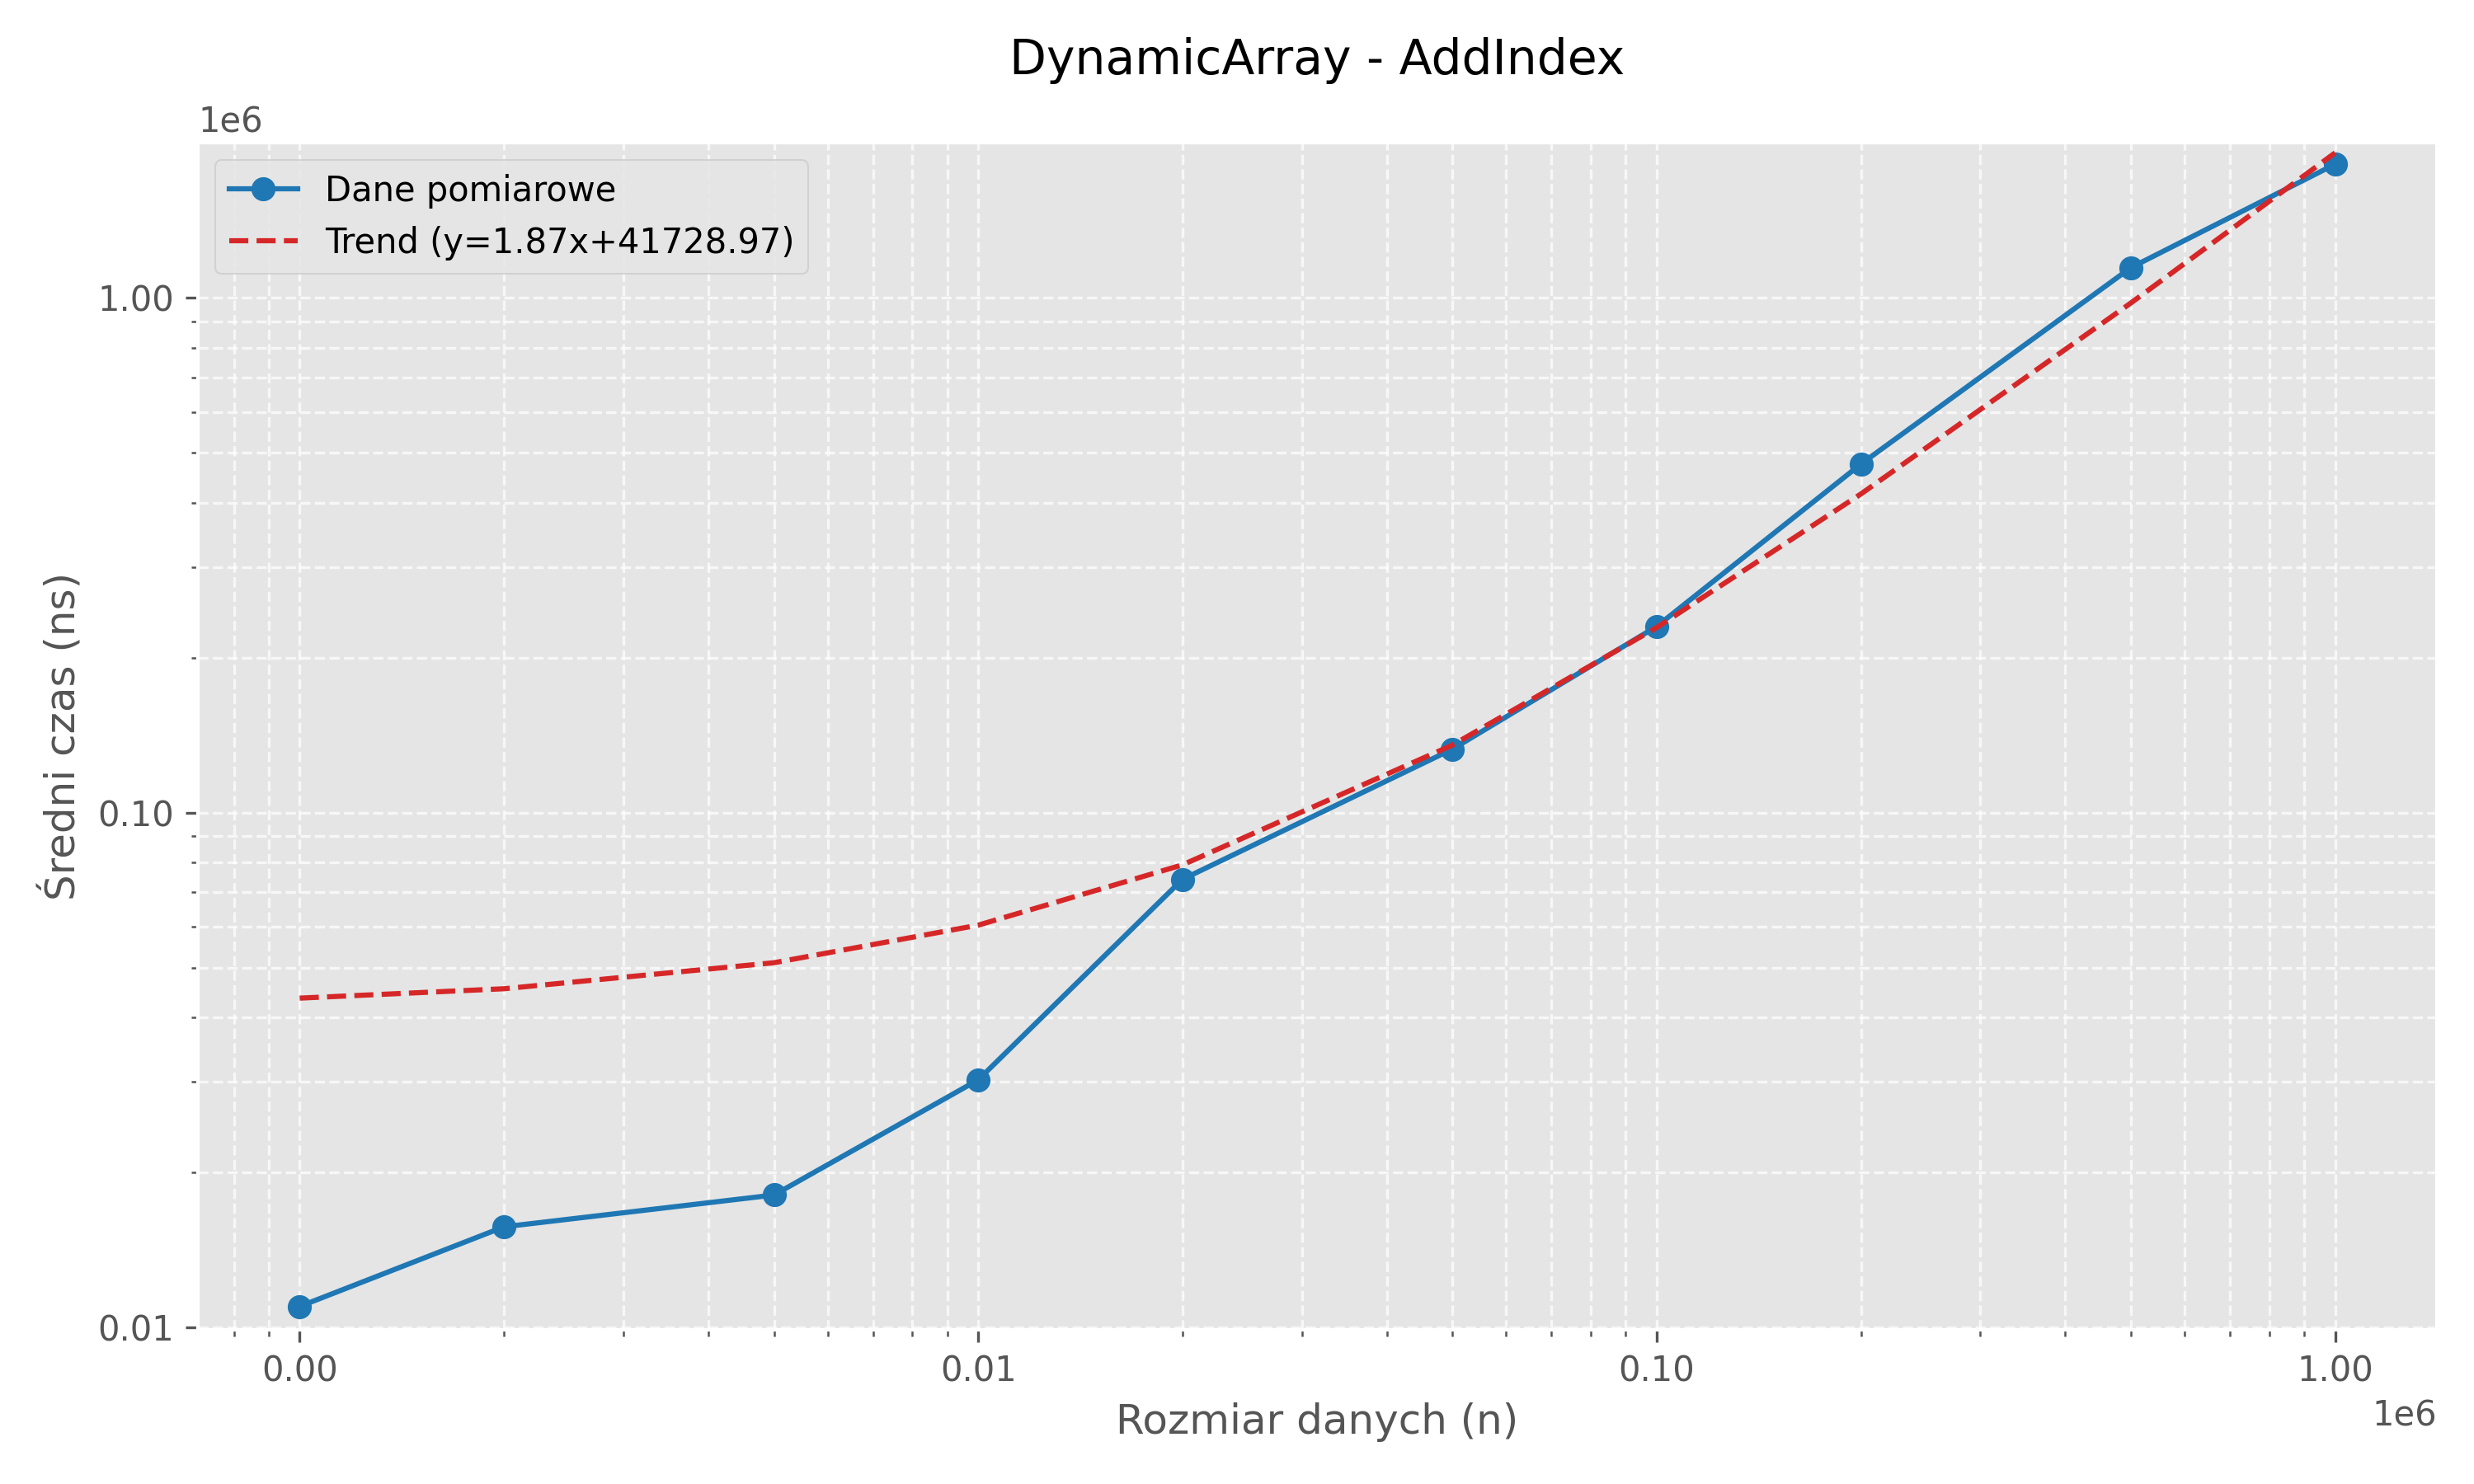 DynamicArray - AddIndex
1e6
Dane pomiarowe
Trend (y=1.87x+41728.97)
1.00
0.10
0.01
Średni czas (ns)
0.00 0.01 0.10 1.00
1e6
Rozmiar danych (n)